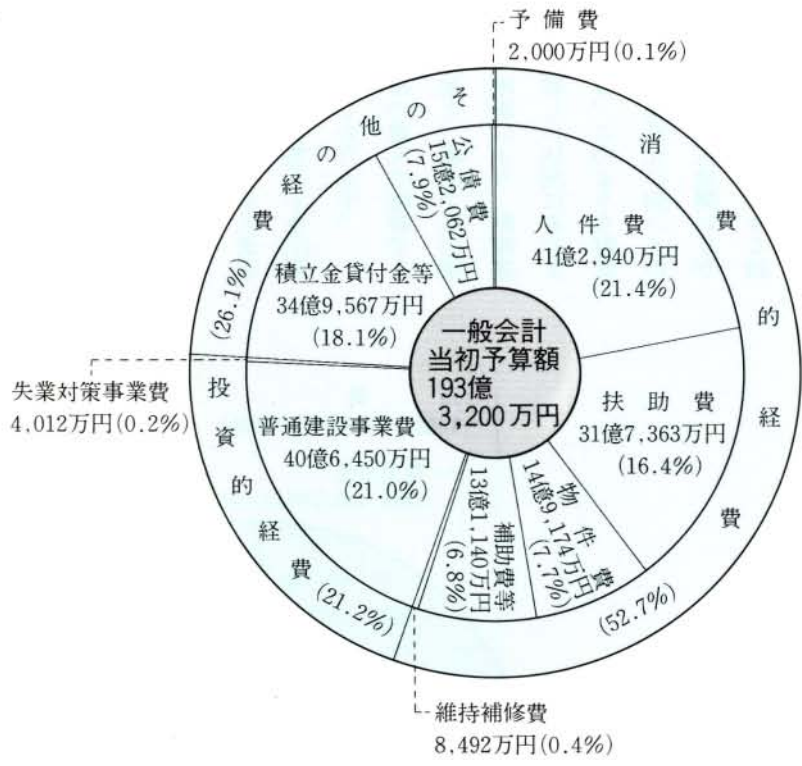 予備費
2,000万円(0.1%)
消費的経費
(52.7%)
人件費
41億2,940万円
(21.4%)
扶助費
31億7,363万円
(16.4%)
物件費
14億9,174万円
(7.7%)
補助費等
13億1,140万円
(6.8%)
維持補修費
8,492万円(0.4%)
投資的経費
(21.2%)
普通建設事業費
40億6,450万円
(21.0%)
失業対策事業費
4,012万円(0.2%)
その他の経費
(26.1%)
積立金貸付金等
34億9,567万円
(18.1%)
公債費
15億2,062万円
(7.9%)
一般会計
当初予算額
193億
3,200万円